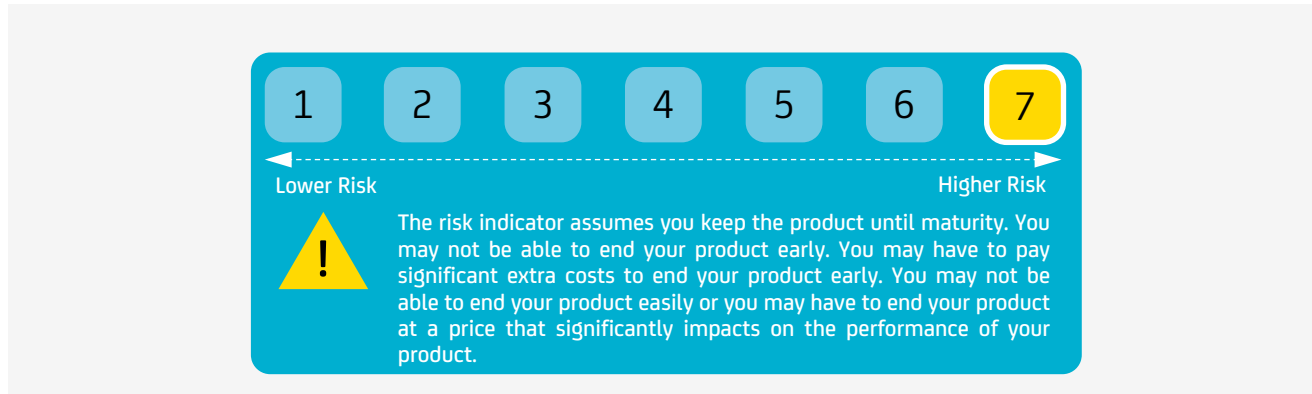 1 2 3 4 5 6 7
Lower Risk Higher Risk
!
The risk indicator assumes you keep the product until maturity. You
may not be able to end your product early. You may have to pay
significant extra costs to end your product early. You may not be
able to end your product easily or you may have to end your product
at a price that significantly impacts on the performance of your
product.